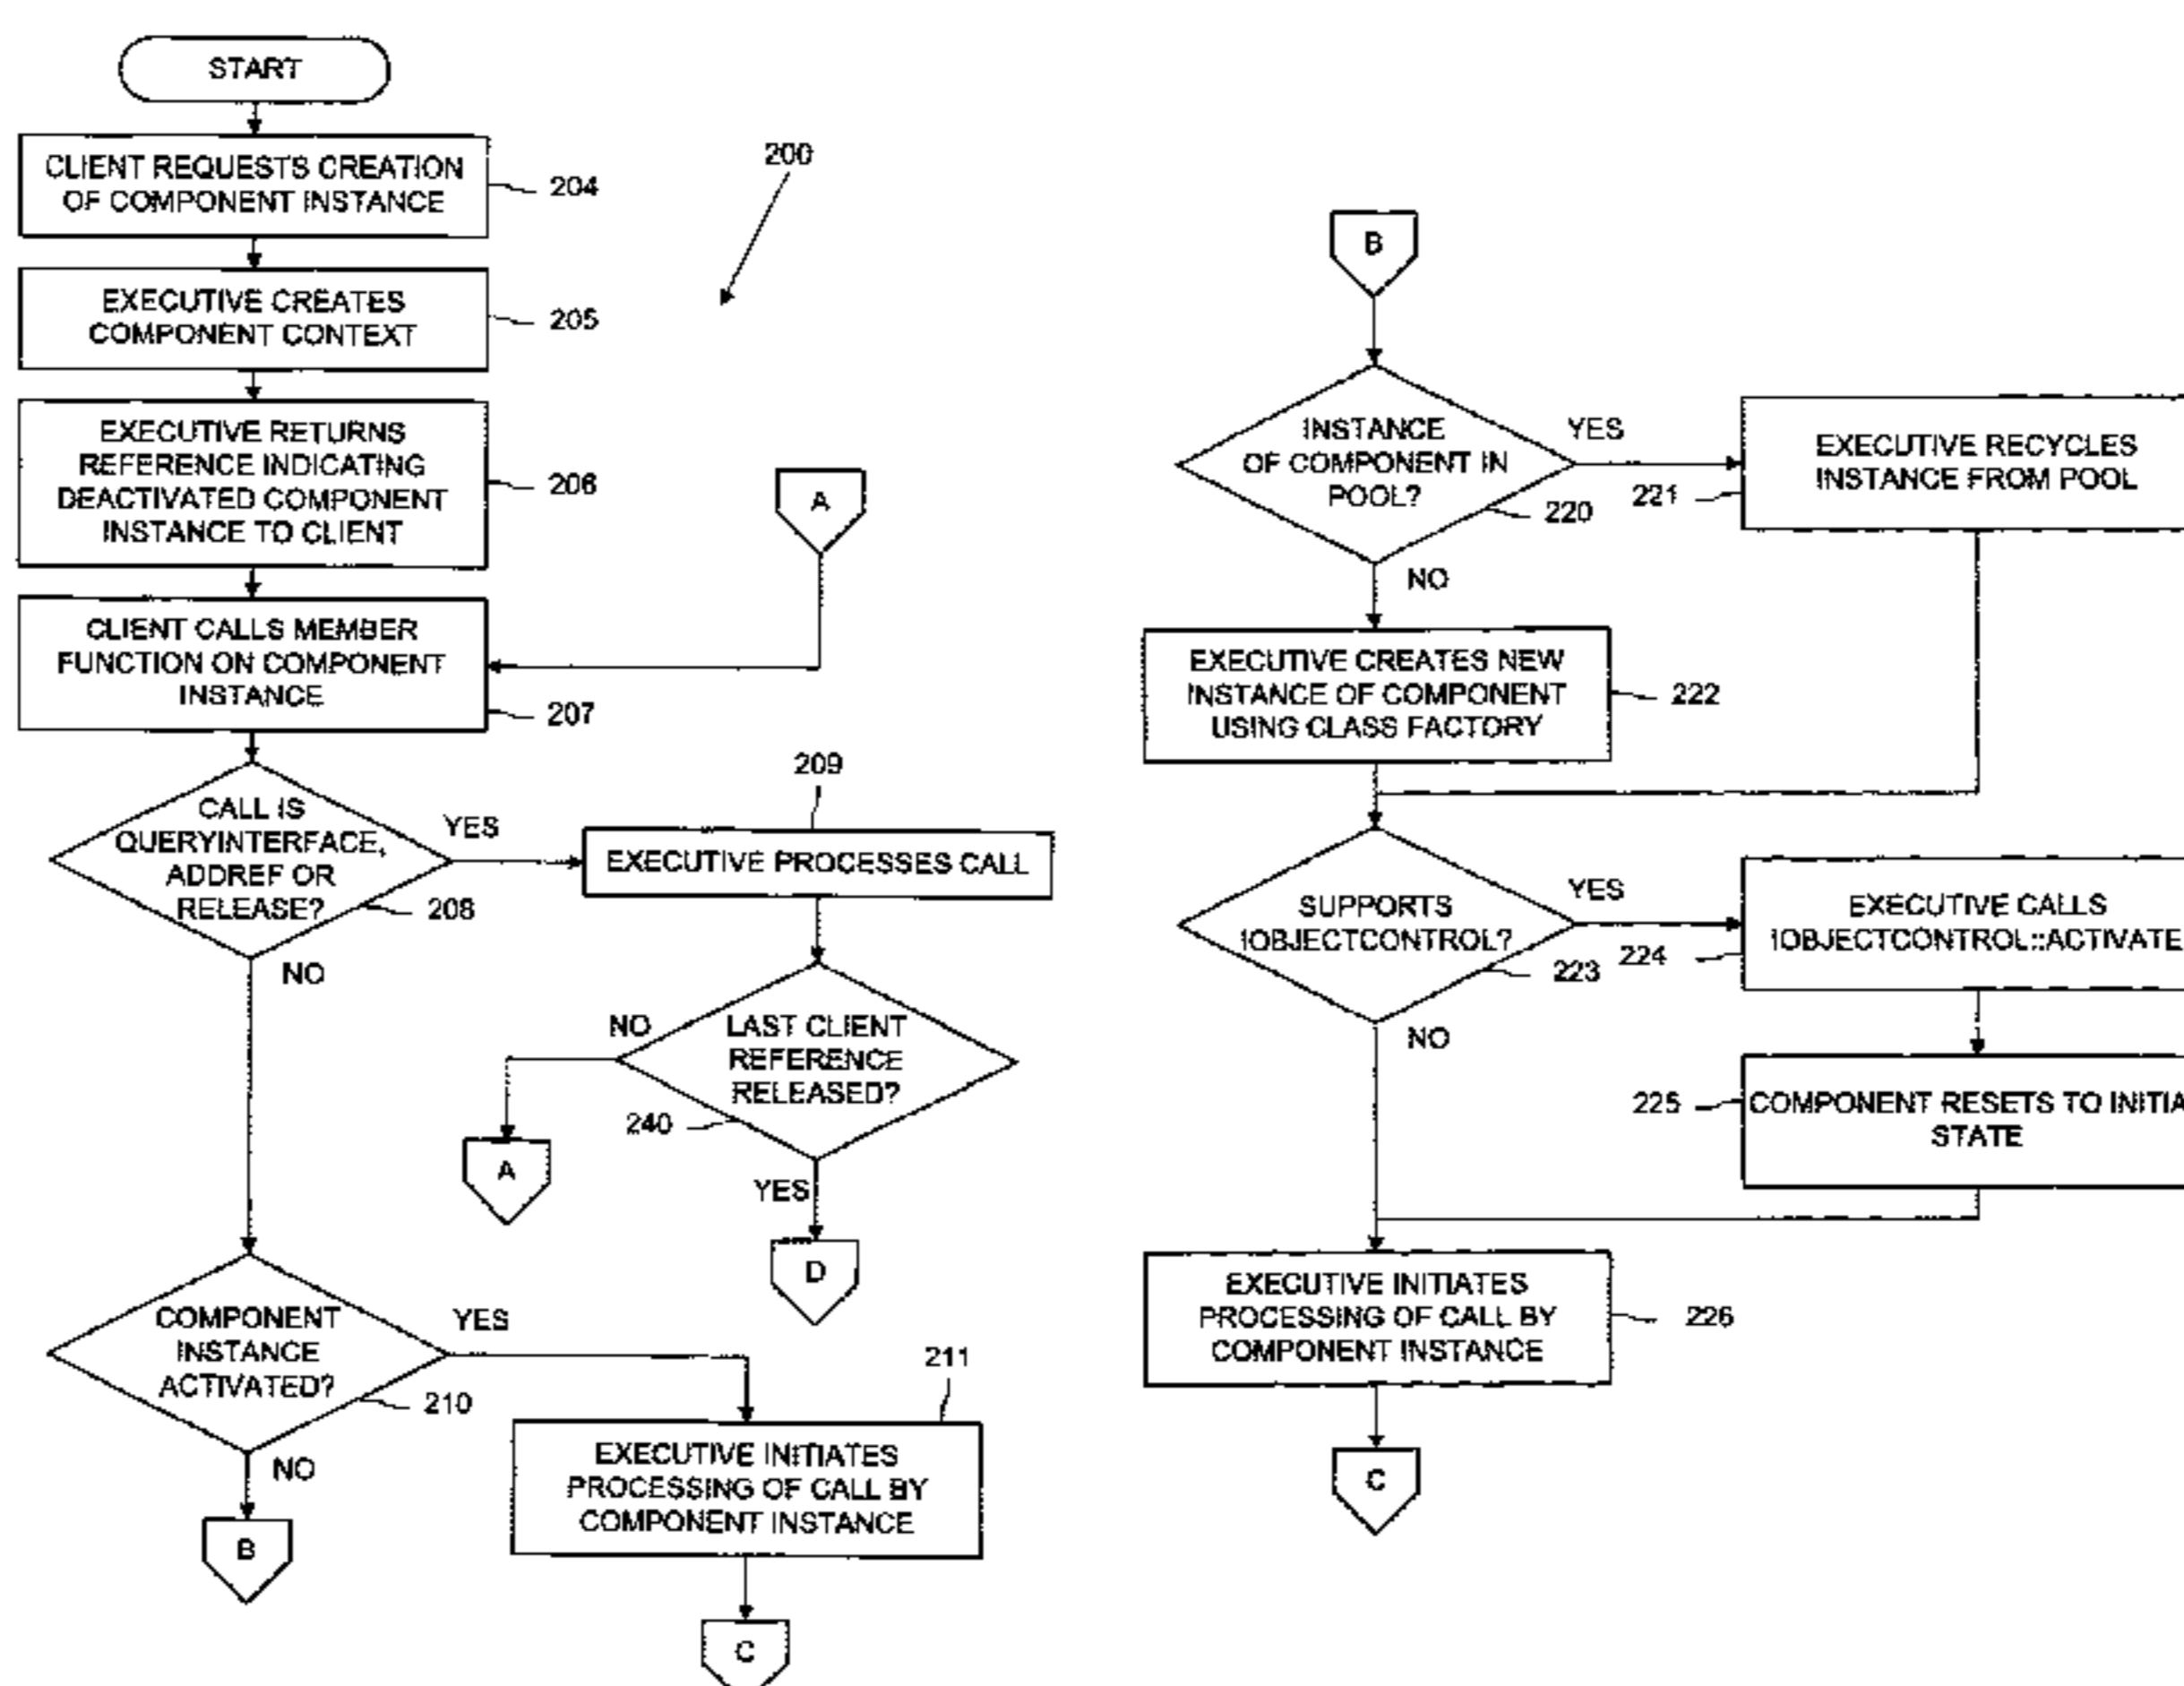 START
CLIENT REQUESTS CREATION
OF COMPONENT INSTANCE
204
200
EXECUTIVE CREATES
COMPONENT CONTEXT
205
EXECUTIVE RETURNS
REFERENCE INDICATING
DEACTIVATED COMPONENT
INSTANCE TO CLIENT
206
A
CLIENT CALLS MEMBER
FUNCTION ON COMPONENT
INSTANCE
207
CALL IS
QUERYINTERFACE,
ADDREF OR
RELEASE?
208
YES
NO
209
EXECUTIVE PROCESSES CALL
LAST CLIENT
REFERENCE
RELEASED?
240
NO
A
YES
D
COMPONENT
INSTANCE
ACTIVATED?
210
YES
NO
B
211
EXECUTIVE INITIATES
PROCESSING OF CALL BY
COMPONENT INSTANCE
C
B
INSTANCE
OF COMPONENT IN
POOL?
220
YES
221
EXECUTIVE RECYCLES
INSTANCE FROM POOL
NO
EXECUTIVE CREATES NEW
INSTANCE OF COMPONENT
USING CLASS FACTORY
222
SUPPORTS
IOBJECTCONTROL?
223
YES
224
EXECUTIVE CALLS
IOBJECTCONTROL::ACTIVATE
NO
225
COMPONENT RESETS TO INITIA
STATE
EXECUTIVE INITIATES
PROCESSING OF CALL BY
COMPONENT INSTANCE
226
C